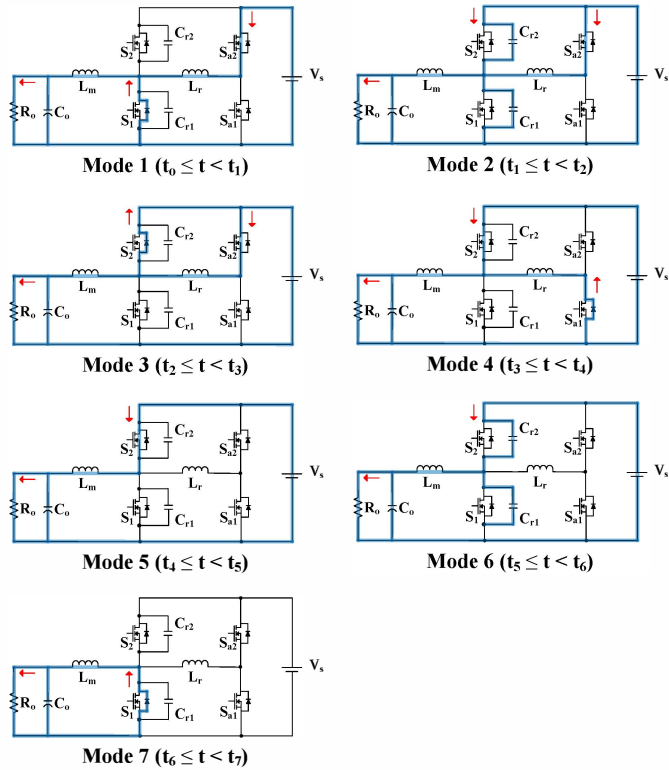 S2
Cr2
Sa2
Vs
Lm
Lr
Ro
Co
S1
Cr1
Sa1
Mode 1 (to ≤ t < t1)
S2
Cr2
Sa2
Vs
Lm
Lr
Ro
Co
S1
Cr1
Sa1
Mode 2 (t1 ≤ t < t2)
S2
Cr2
Sa2
Vs
Lm
Lr
Ro
Co
S1
Cr1
Sa1
Mode 3 (t2 ≤ t < t3)
S2
Cr2
Sa2
Vs
Lm
Lr
Ro
Co
S1
Cr1
Sa1
Mode 4 (t3 ≤ t < t4)
S2
Cr2
Sa2
Vs
Lm
Lr
Ro
Co
S1
Cr1
Sa1
Mode 5 (t4 ≤ t < t5)
S2
Cr2
Sa2
Vs
Lm
Lr
Ro
Co
S1
Cr1
Sa1
Mode 6 (t5 ≤ t < t6)
S2
Cr2
Sa2
Vs
Lm
Lr
Ro
Co
S1
Cr1
Sa1
Mode 7 (t6 ≤ t < t7)